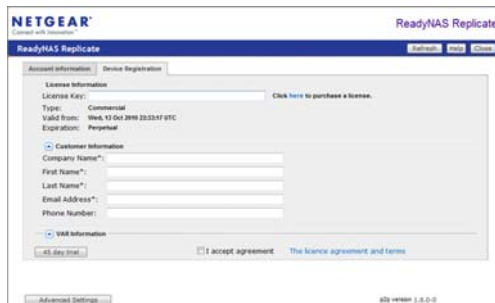 NETGEAR®
Connect with Innovation™
ReadyNAS Replicate
ReadyNAS Replicate
Refresh Help Close
Account Information Device Registration
License Information
License Key: Click here to purchase a license.
Type: Commercial
Valid from: Wed, 13 Oct 2010 22:33:17 UTC
Expiration: Perpetual
Customer Information
Company Name*:
First Name*:
Last Name*:
Email Address*:
Phone Number:
VAR Information
45 day trial I accept agreement The licence agreement and terms
Advanced Settings p2p version 1.0.0-0